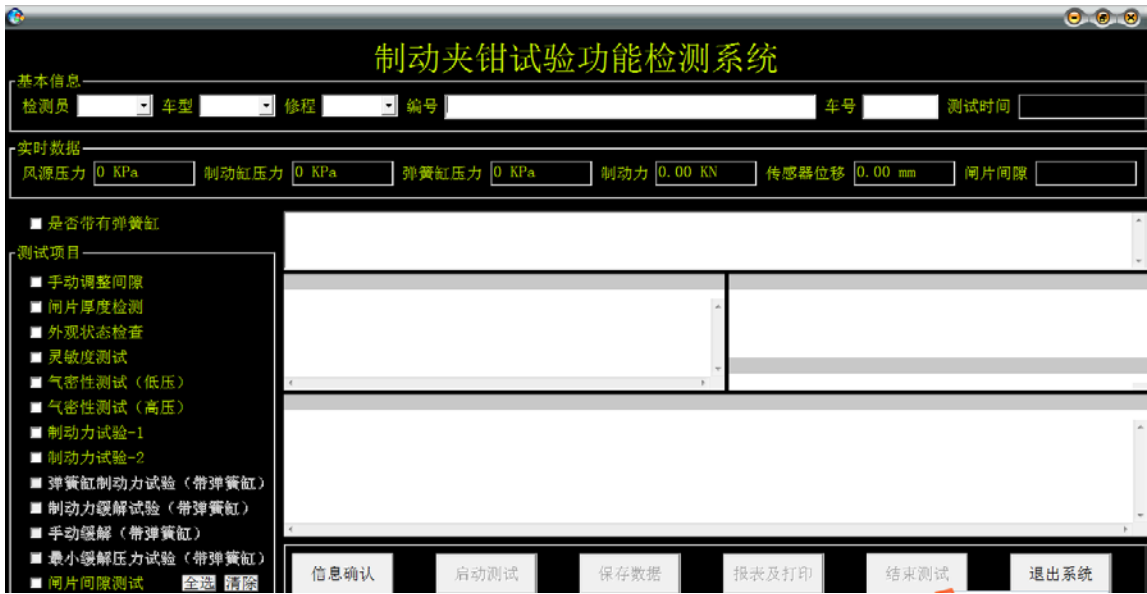 制动夹钳试验功能检测系统
基本信息
检测员 车型 修程 编号 车号 测试时间
实时数据
风源压力 0 KPa 制动缸压力 0 KPa 弹簧缸压力 0 KPa 制动力 0.00 KN 传感器位移 0.00 mm 闸片间隙
是否带有弹簧缸
测试项目
手动调整间隙
闸片厚度检测
外观状态检查
灵敏度测试
气密性测试（低压）
气密性测试（高压）
制动力试验-1
制动力试验-2
弹簧缸制动力试验（带弹簧缸）
制动力缓解试验（带弹簧缸）
手动缓解（带弹簧缸）
最小缓解压力试验（带弹簧缸）
闸片间隙测试 全选 清除
信息确认 启动测试 保存数据 报表及打印 结束测试 退出系统